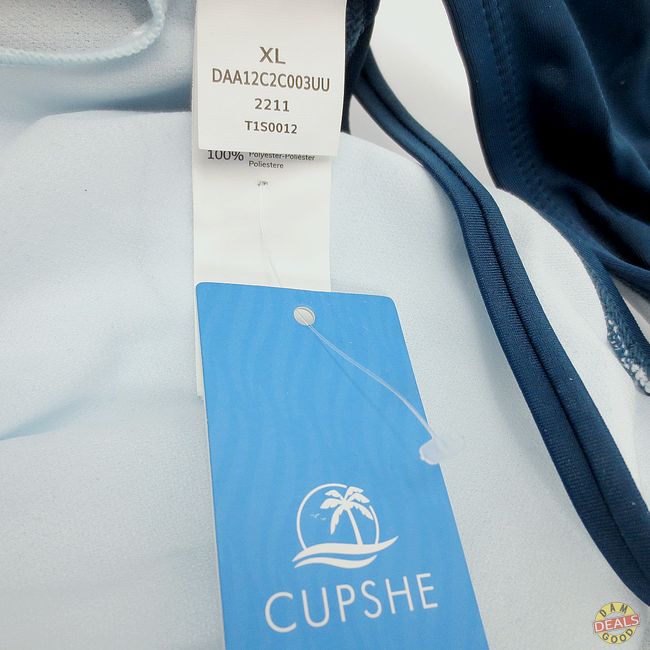 XL
DAA12C2C003UU
2211
T1S0012
100% Polyester-Poliéster
Poliestere
CUPSHE
DAM
DEALS
GOOD